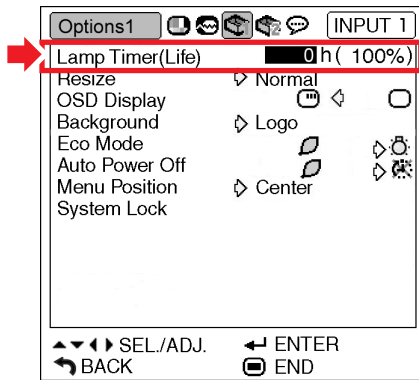 Options1 INPUT 1
Lamp Timer(Life) 0 h( 100%)
Resize Normal
OSD Display
Background Logo
Eco Mode
Auto Power Off
Menu Position Center
System Lock
SEL./ADJ. ENTER
BACK END